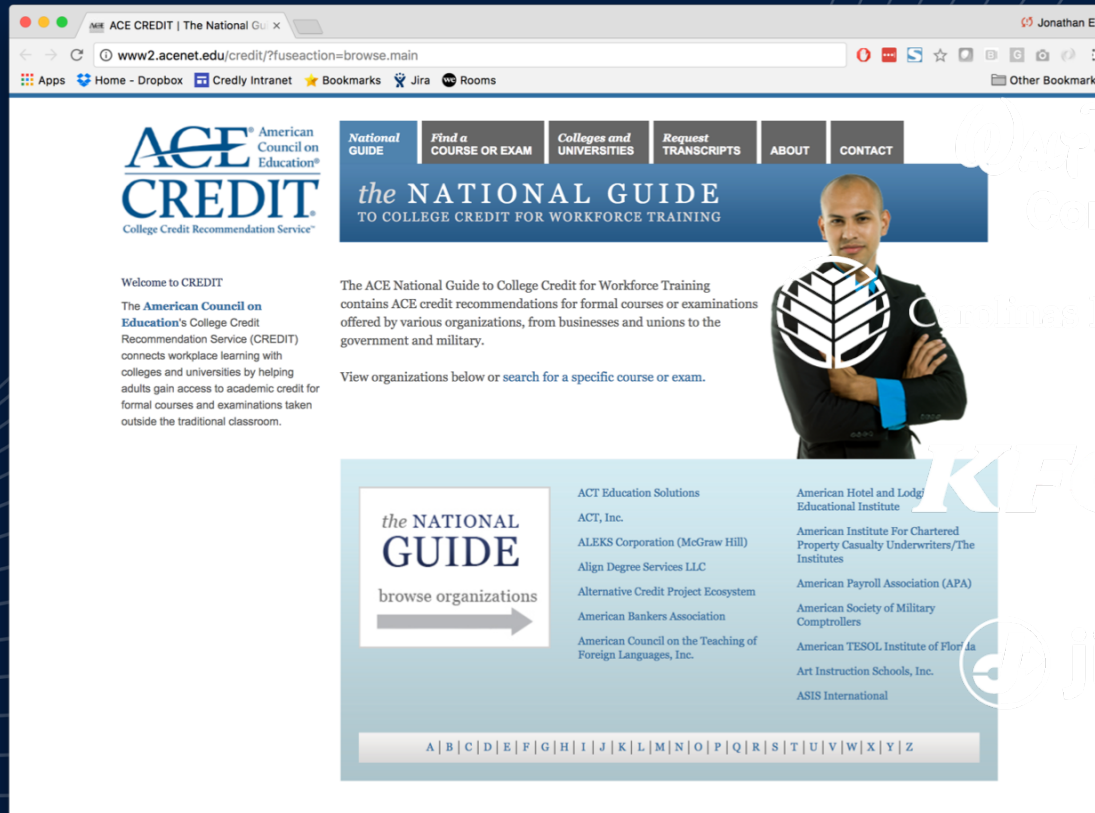 ACE CREDIT | The National Gu
Jonathan E
www2.acenet.edu/credit/?fuseaction=browse.main
Apps Home - Dropbox Credly Intranet Bookmarks Jira Rooms Other Bookmark
ACE® American Council on Education®
CREDIT®
College Credit Recommendation Service℠
National GUIDE
Find a COURSE OR EXAM
Colleges and UNIVERSITIES
Request TRANSCRIPTS
ABOUT
CONTACT
the NATIONAL GUIDE
TO COLLEGE CREDIT FOR WORKFORCE TRAINING
Welcome to CREDIT
The American Council on
Education's College Credit
Recommendation Service (CREDIT)
connects workplace learning with
colleges and universities by helping
adults gain access to academic credit for
formal courses and examinations taken
outside the traditional classroom.
The ACE National Guide to College Credit for Workforce Training
contains ACE credit recommendations for formal courses or examinations
offered by various organizations, from businesses and unions to the
government and military.
View organizations below or search for a specific course or exam.
the NATIONAL
GUIDE
browse organizations
ACT Education Solutions
ACT, Inc.
ALEKS Corporation (McGraw Hill)
Align Degree Services LLC
Alternative Credit Project Ecosystem
American Bankers Association
American Council on the Teaching of
Foreign Languages, Inc.
American Hotel and Lodg
Educational Institute
American Institute For Chartered
Property Casualty Underwriters/The
Institutes
American Payroll Association (APA)
American Society of Military
Comptrollers
American TESOL Institute of Florida
Art Instruction Schools, Inc.
ASIS International
A | B | C | D | E | F | G | H | I | J | K | L | M | N | O | P | Q | R | S | T | U | V | W | X | Y | Z
Carolinas
KF